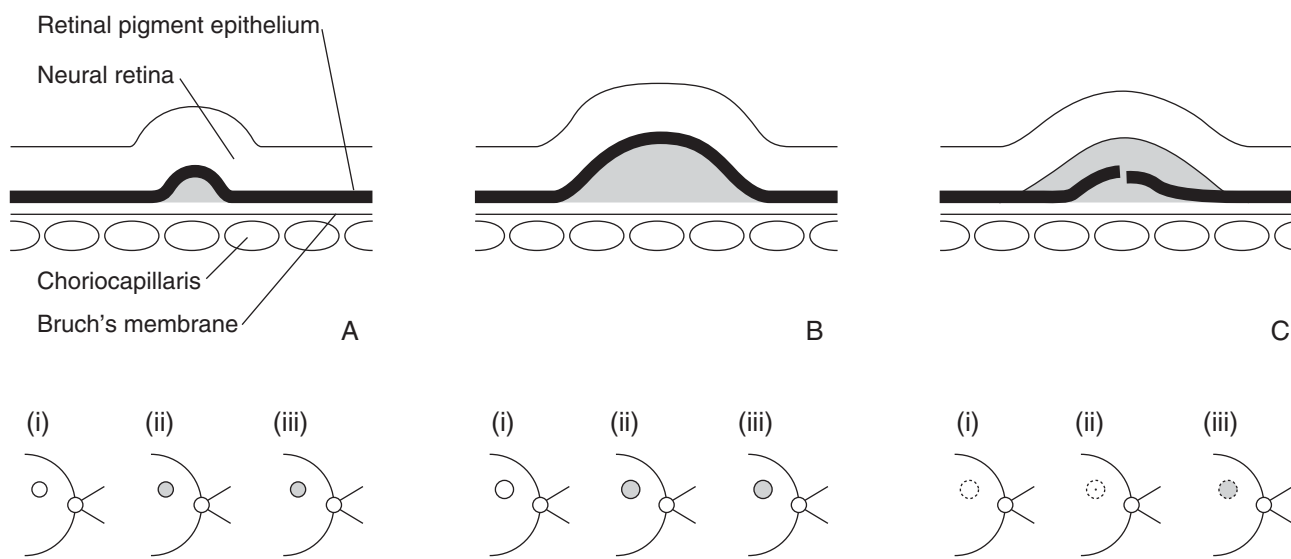 Retinal pigment epithelium
Neural retina
Choriocapillaris
Bruch’s membrane
A
B
C
(i) (ii) (iii)
(i) (ii) (iii)
(i) (ii) (iii)